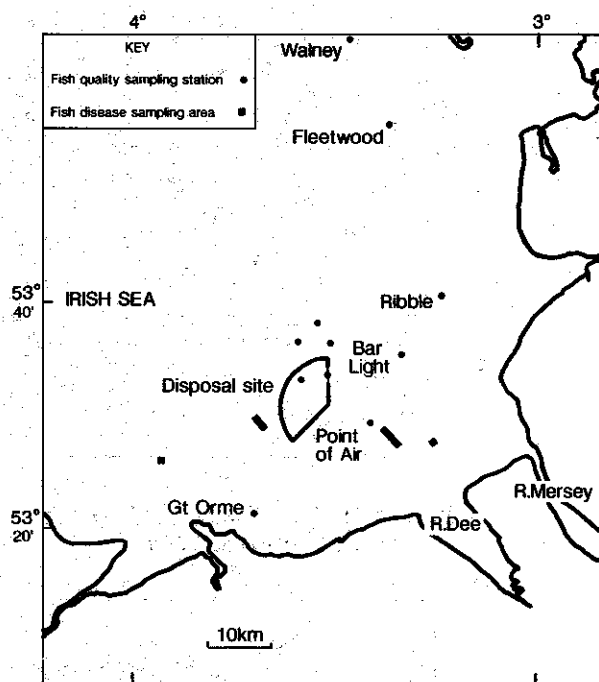 4°
3°
KEY
Fish quality sampling station
Fish disease sampling area
Walney
Fleetwood
53°
40'
IRISH SEA
Ribble
Bar
Light
Disposal site
Point
of Air
Gt Orme
R.Mersey
R.Dee
53°
20'
10km